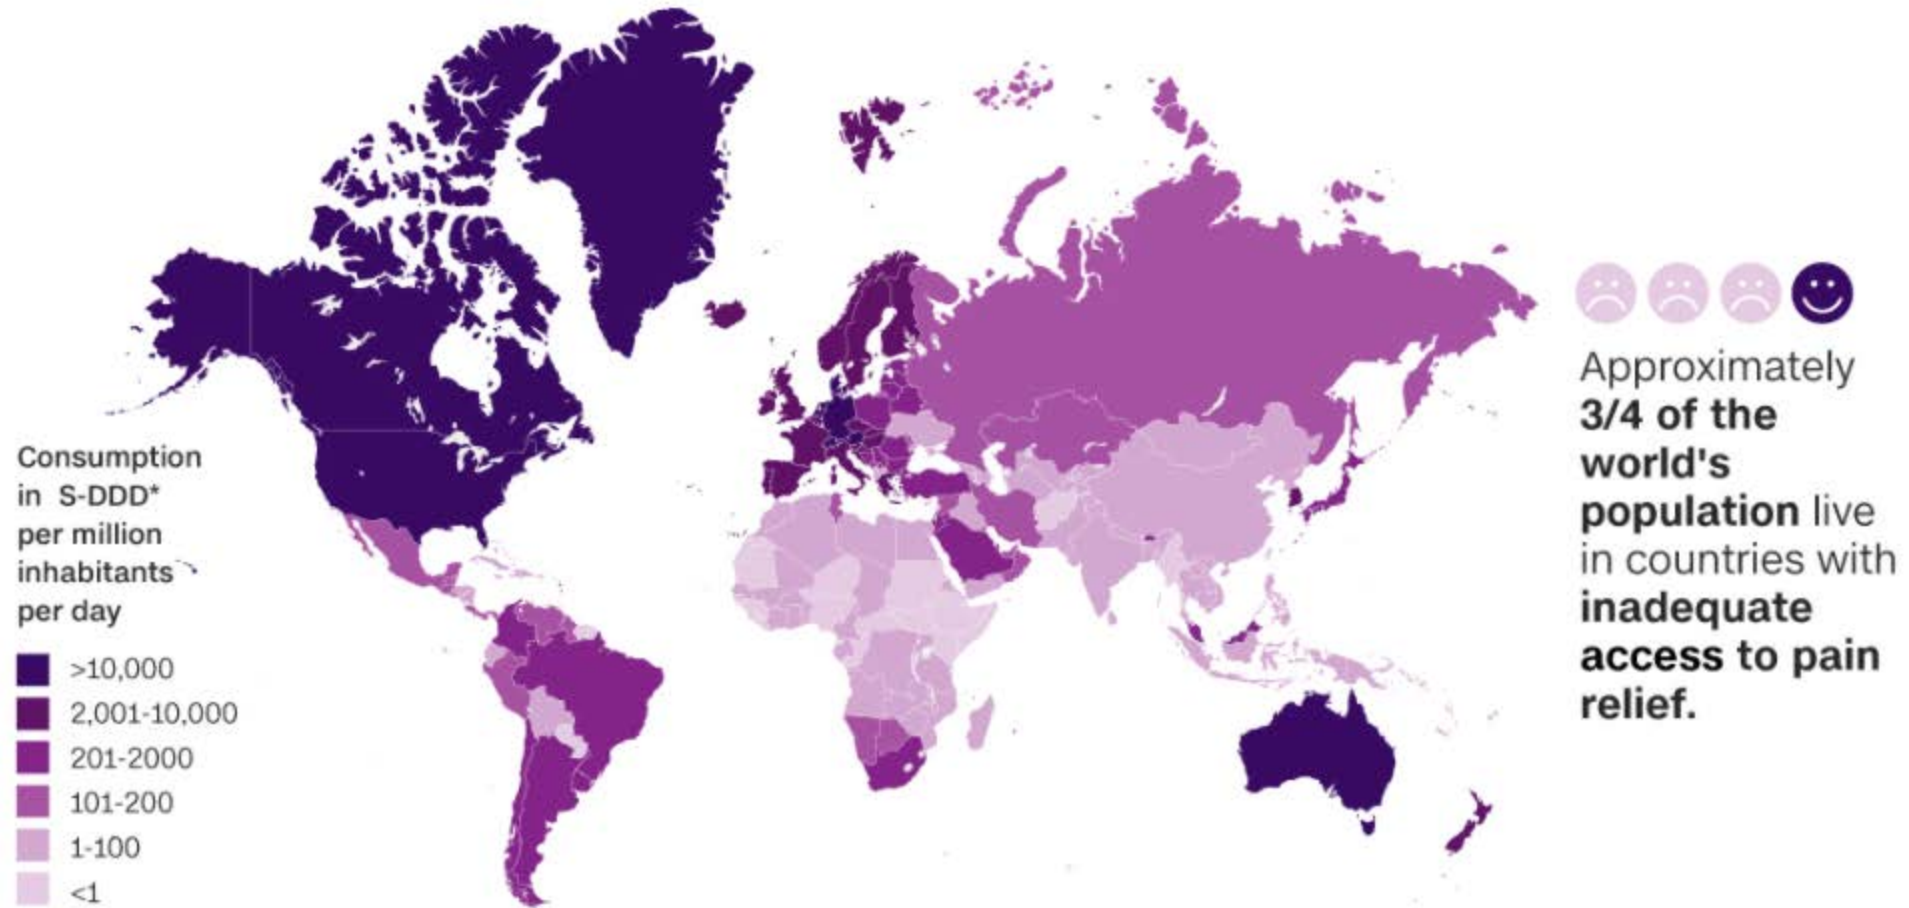 Consumption
in S-DDD*
per million
inhabitants
per day
>10,000
2,001-10,000
201-2000
101-200
1-100
<1
Approximately
3/4 of the
world's
population live
in countries with
inadequate
access to pain
relief.